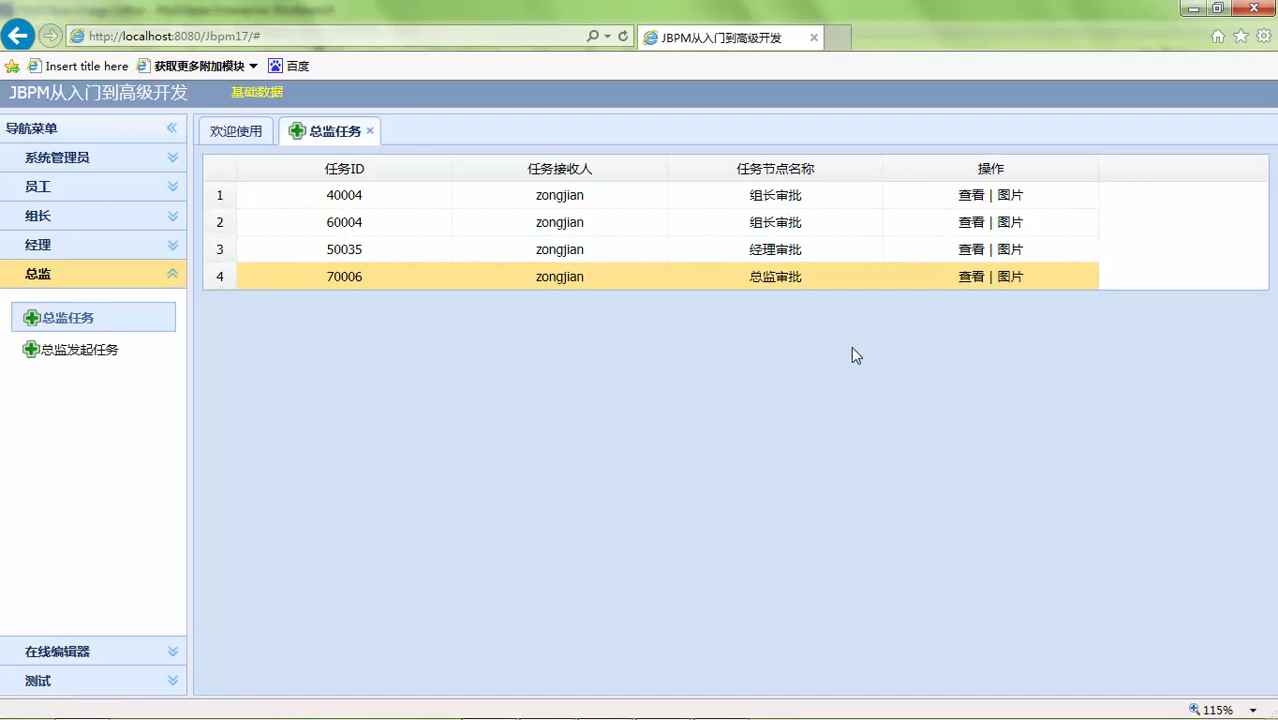 http://localhost:8080/Jbpm17/#
JBPM从入门到高级开发
Insert title here 获取更多附加模块 百度
JBPM从入门到高级开发 基础数据
导航菜单
系统管理员
员工
组长
经理
总监
总监任务
总监发起任务
在线编辑器
测试
欢迎使用 总监任务
任务ID 任务接收人 任务节点名称 操作
1 40004 zongjian 组长审批 查看 | 图片
2 60004 zongjian 组长审批 查看 | 图片
3 50035 zongjian 经理审批 查看 | 图片
4 70006 zongjian 总监审批 查看 | 图片
115%